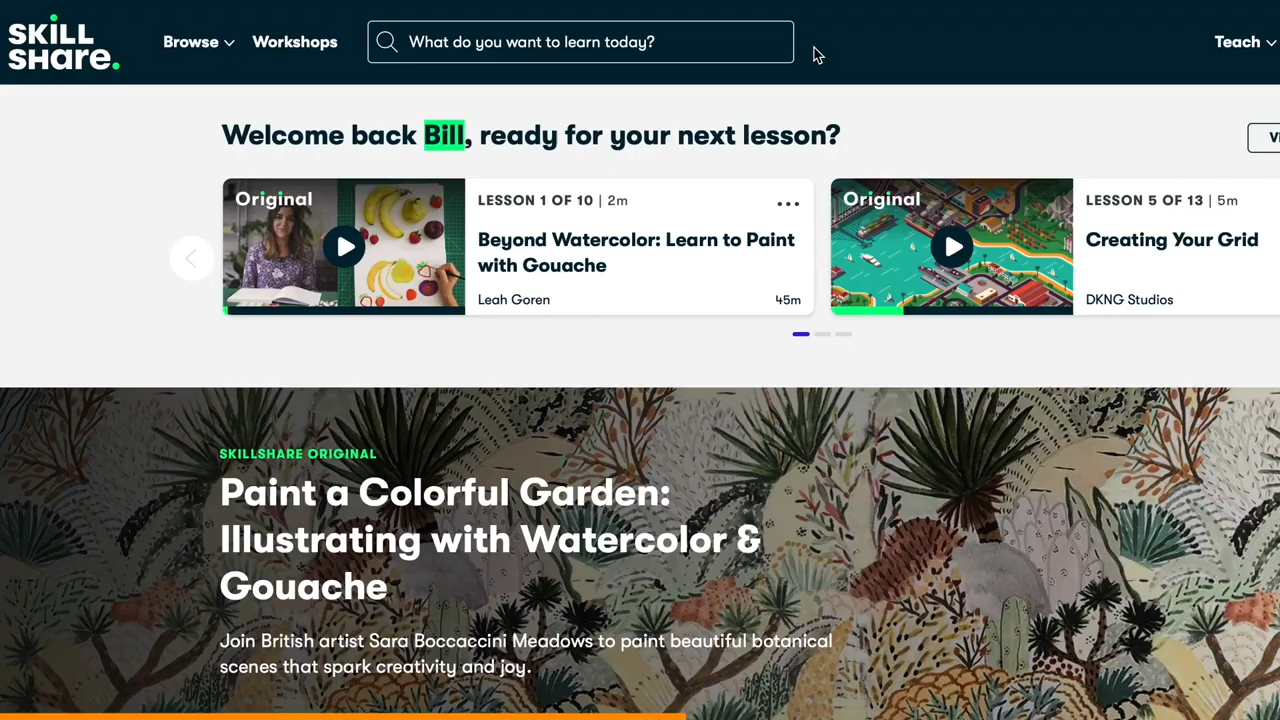 SKILL
SHare.
Browse
Workshops
What do you want to learn today?
Teach
Welcome back Bill, ready for your next lesson?
Original
LESSON 1 OF 10 | 2m
Beyond Watercolor: Learn to Paint
with Gouache
Leah Goren
45m
Original
LESSON 5 OF 13 | 5m
Creating Your Grid
DKNG Studios
SKILLSHARE ORIGINAL
Paint a Colorful Garden:
Illustrating with Watercolor &
Gouache
Join British artist Sara Boccaccini Meadows to paint beautiful botanical
scenes that spark creativity and joy.